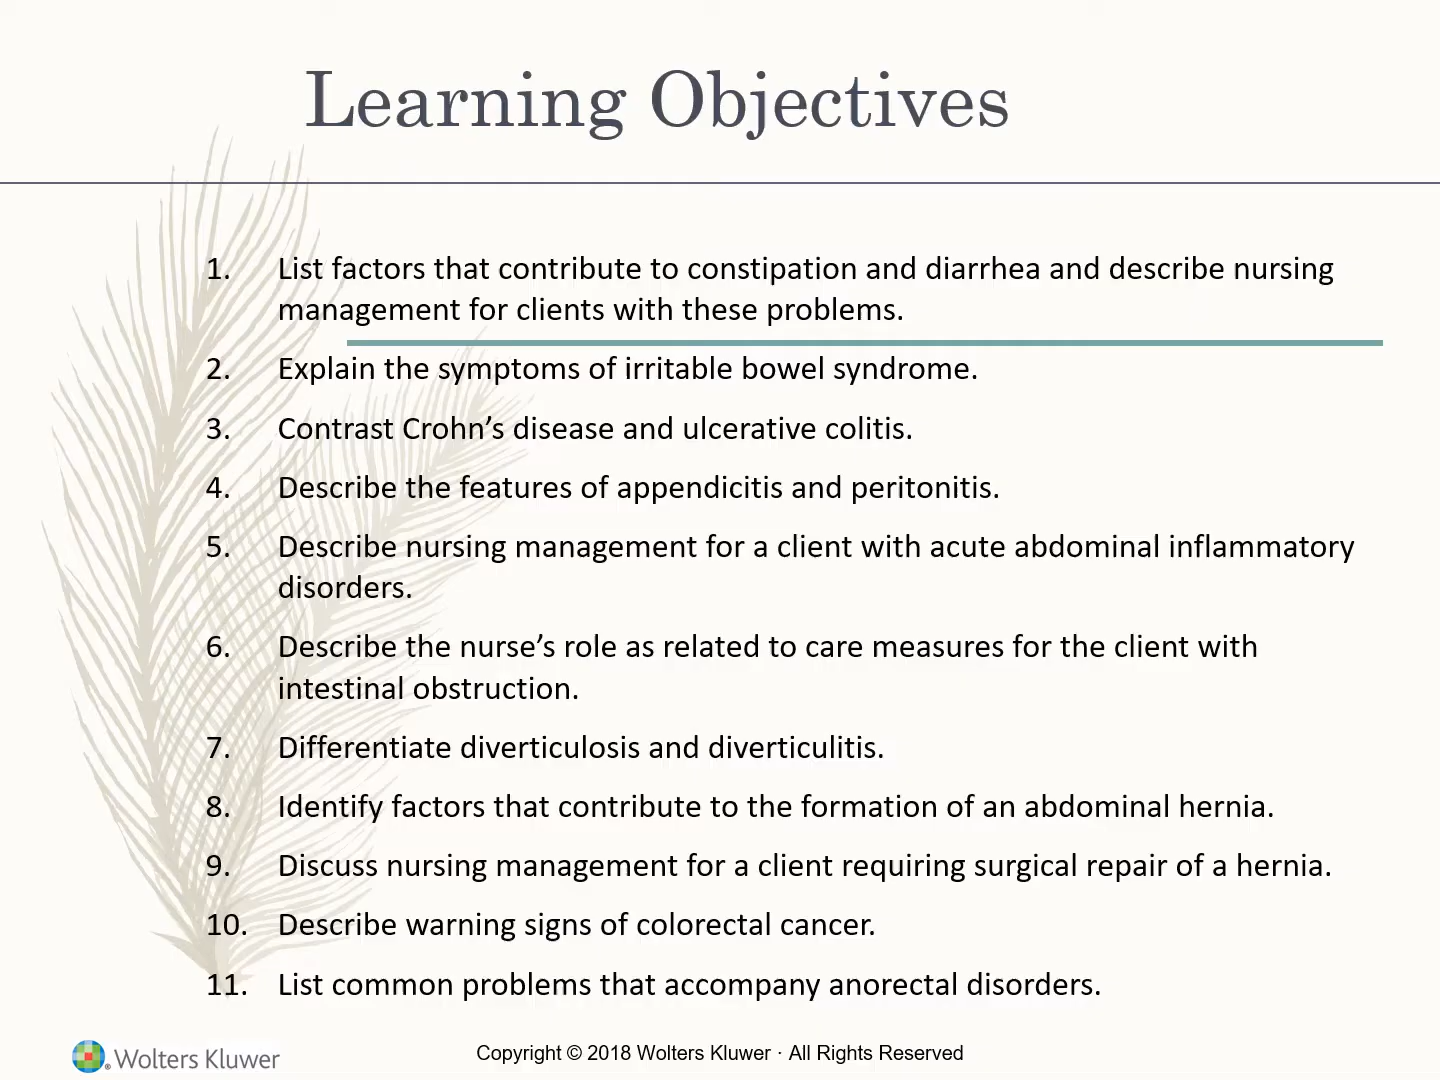 Learning Objectives
1. List factors that contribute to constipation and diarrhea and describe nursing
management for clients with these problems.
2. Explain the symptoms of irritable bowel syndrome.
3. Contrast Crohn’s disease and ulcerative colitis.
4. Describe the features of appendicitis and peritonitis.
5. Describe nursing management for a client with acute abdominal inflammatory
disorders.
6. Describe the nurse’s role as related to care measures for the client with
intestinal obstruction.
7. Differentiate diverticulosis and diverticulitis.
8. Identify factors that contribute to the formation of an abdominal hernia.
9. Discuss nursing management for a client requiring surgical repair of a hernia.
10. Describe warning signs of colorectal cancer.
11. List common problems that accompany anorectal disorders.
Wolters Kluwer
Copyright © 2018 Wolters Kluwer · All Rights Reserved